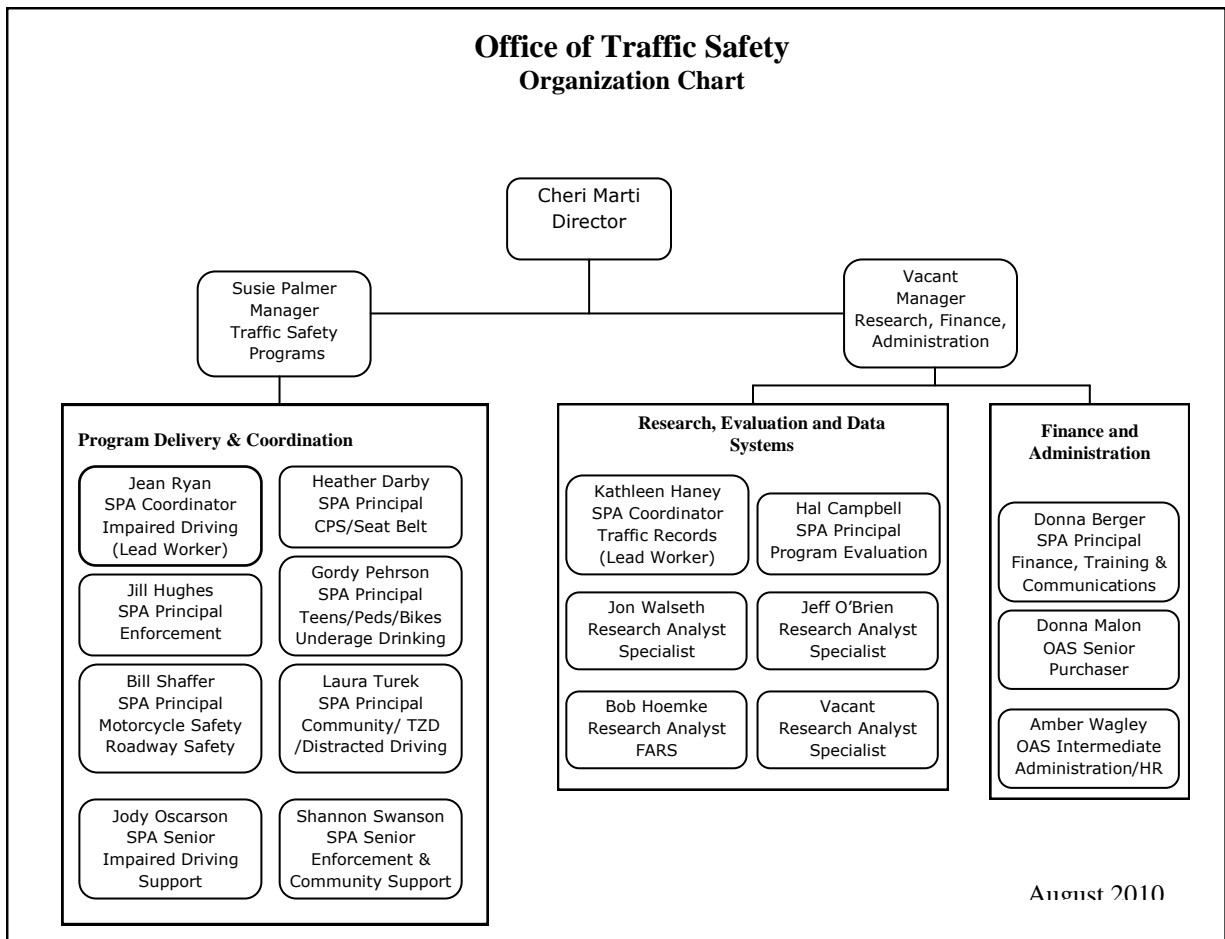 Office of Traffic Safety
Organization Chart
Cheri Marti
Director
Susie Palmer
Manager
Traffic Safety
Programs
Vacant
Manager
Research, Finance,
Administration
Program Delivery & Coordination
Jean Ryan
SPA Coordinator
Impaired Driving
(Lead Worker)
Heather Darby
SPA Principal
CPS/Seat Belt
Jill Hughes
SPA Principal
Enforcement
Gordy Pehrson
SPA Principal
Teens/Peds/Bikes
Underage Drinking
Bill Shaffer
SPA Principal
Motorcycle Safety
Roadway Safety
Laura Turek
SPA Principal
Community/ TZD
/Distracted Driving
Jody Oscarson
SPA Senior
Impaired Driving
Support
Shannon Swanson
SPA Senior
Enforcement &
Community Support
Research, Evaluation and Data
Systems
Kathleen Haney
SPA Coordinator
Traffic Records
(Lead Worker)
Hal Campbell
SPA Principal
Program Evaluation
Jon Walseth
Research Analyst
Specialist
Jeff O’Brien
Research Analyst
Specialist
Bob Hoemke
Research Analyst
FARS
Vacant
Research Analyst
Specialist
Finance and
Administration
Donna Berger
SPA Principal
Finance, Training &
Communications
Donna Malon
OAS Senior
Purchaser
Amber Wagley
OAS Intermediate
Administration/HR
August 2010